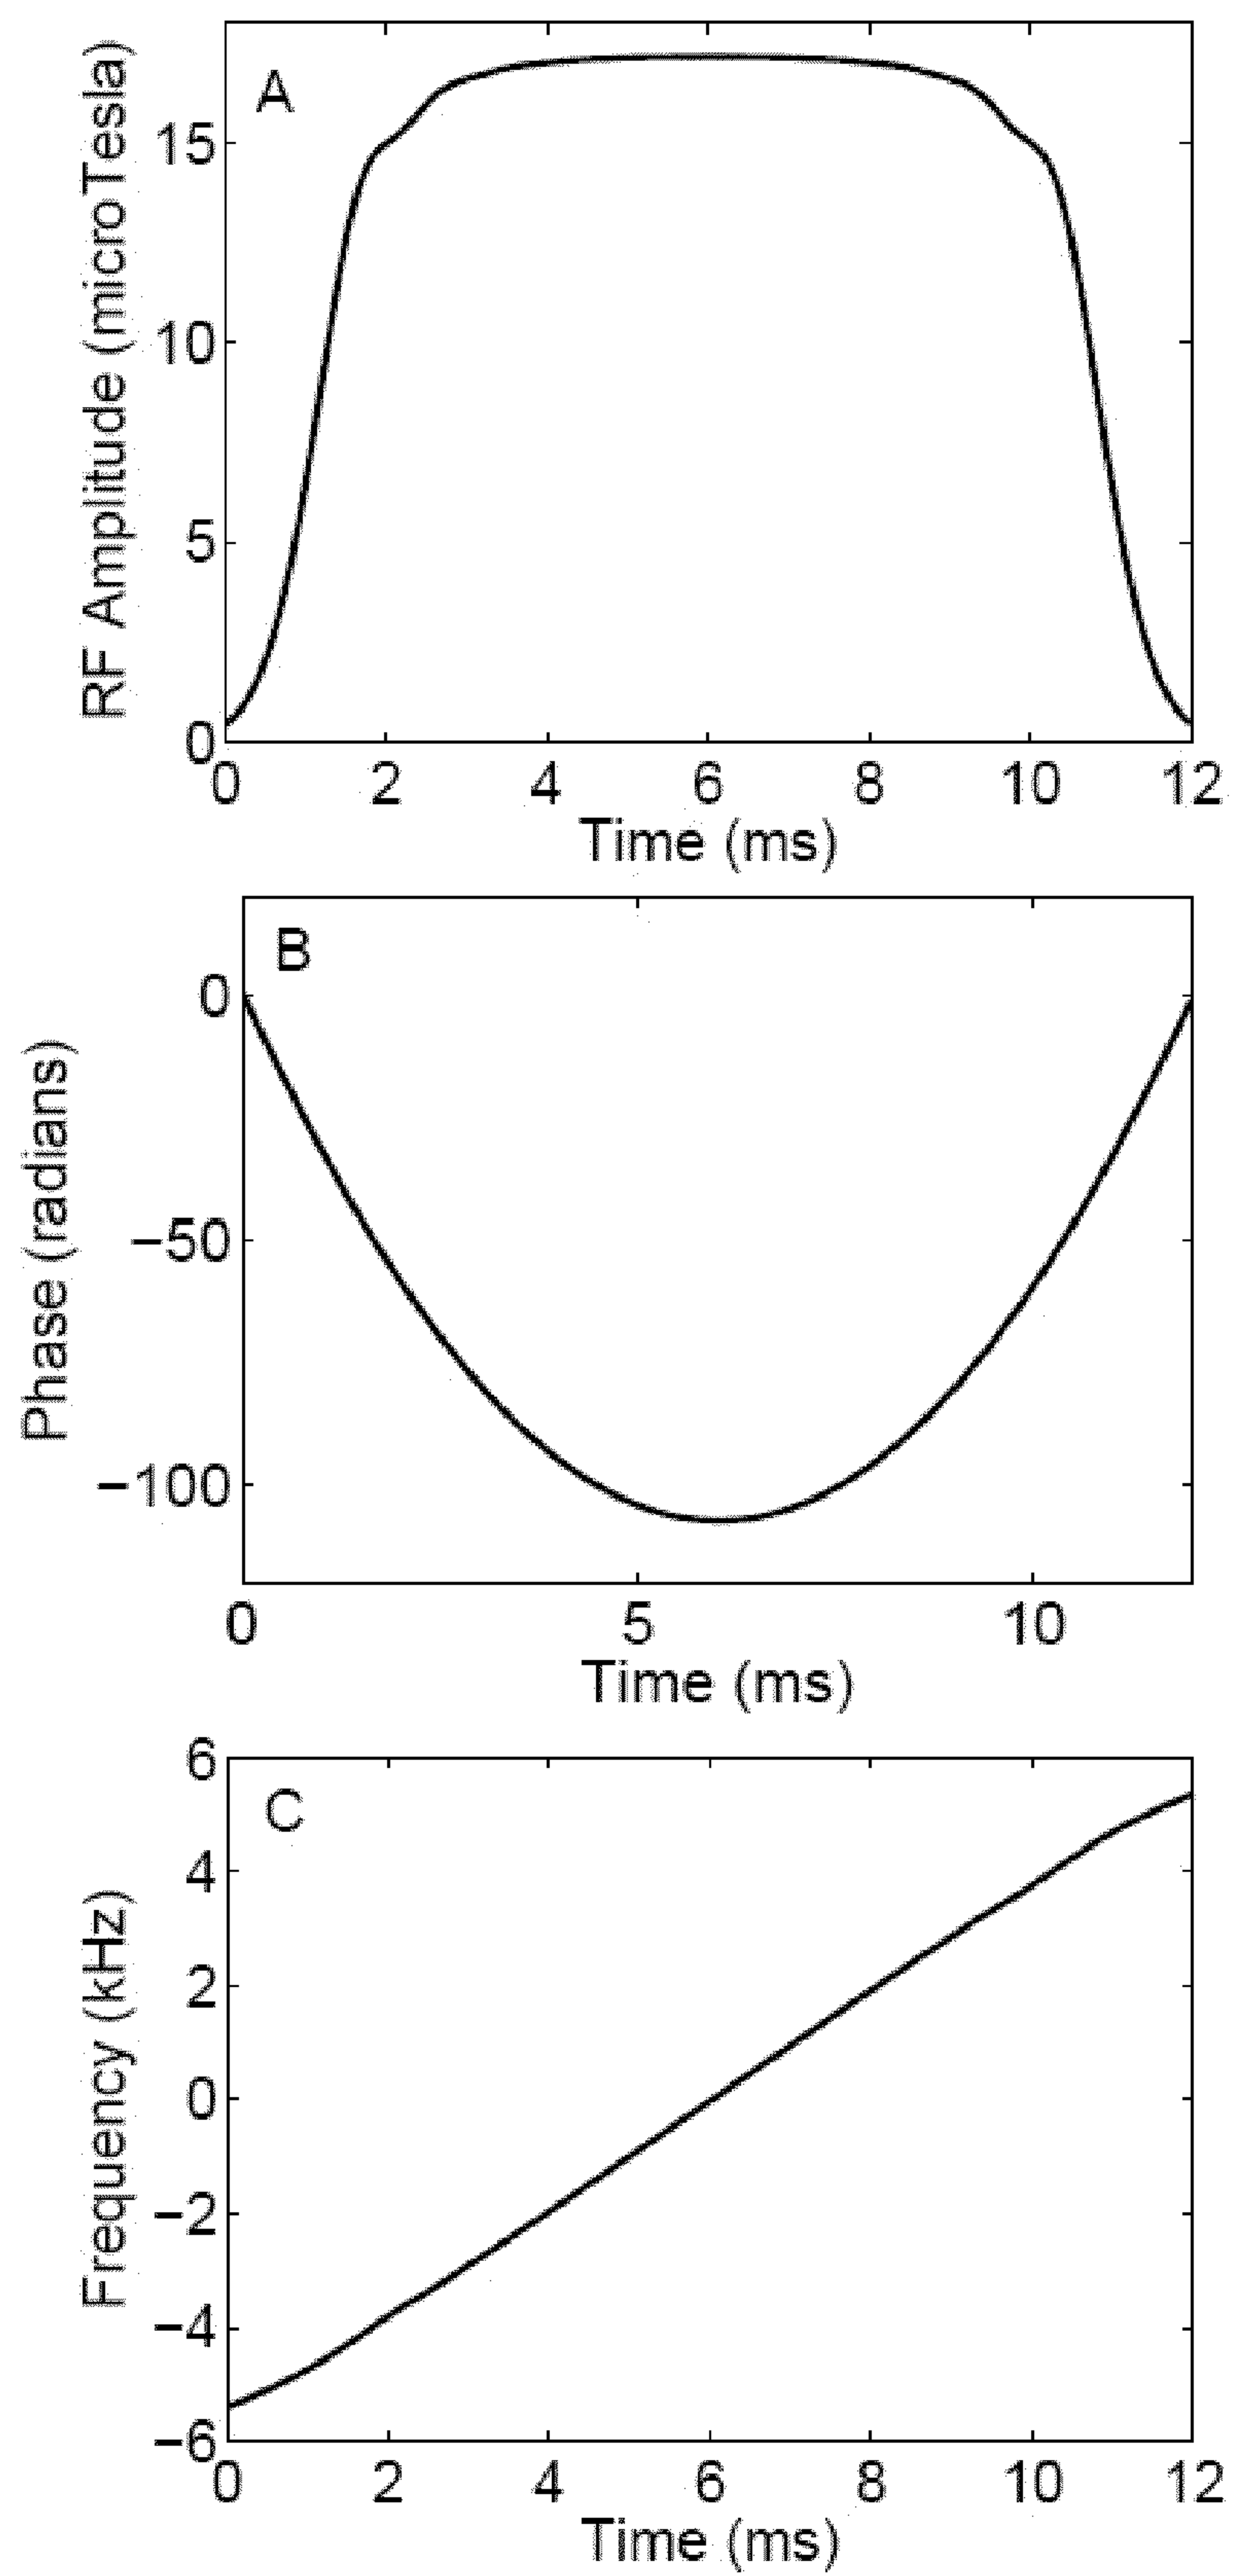 A
RF Amplitude (microTesla)
15
10
5
0
0 2 4 6 8 10 12
Time (ms)
B
Phase (radians)
0
−50
−100
0 5 10
Time (ms)
C
Frequency (kHz)
6
4
2
0
−2
−4
−6
0 2 4 6 8 10 12
Time (ms)